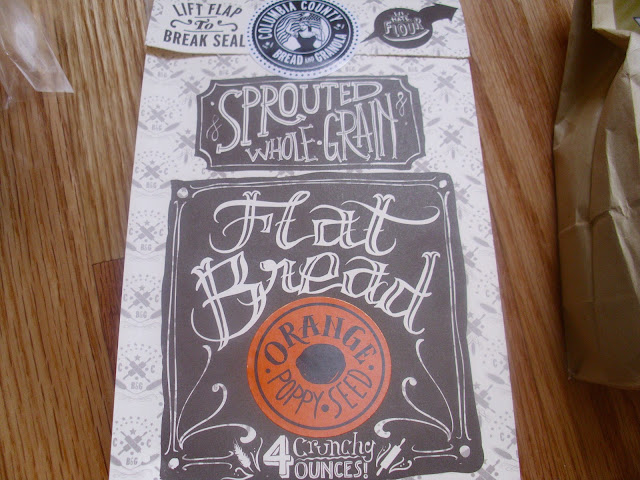 LIFT FLAP
To
BREAK SEAL
COLUMBIA COUNTY
BREAD AND GRANOLA
FLOUR
SPROUTED
& WHOLE · GRAIN &
Flat
Bread
ORANGE
POPPY · SEED
4 Crunchy
OUNCES!